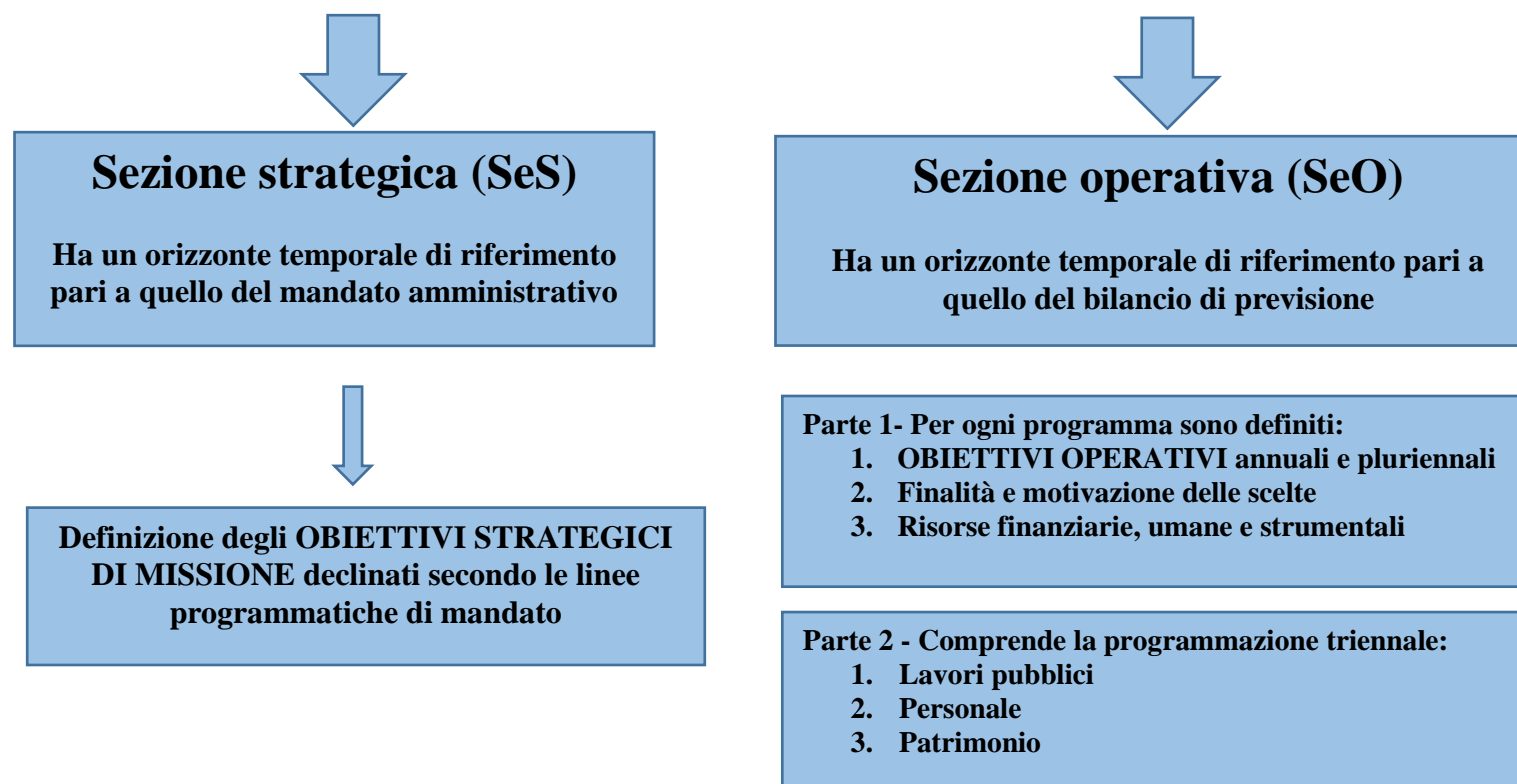 Sezione strategica (SeS)
Ha un orizzonte temporale di riferimento
pari a quello del mandato amministrativo
Definizione degli OBIETTIVI STRATEGICI
DI MISSIONE declinati secondo le linee
programmatiche di mandato
Sezione operativa (SeO)
Ha un orizzonte temporale di riferimento pari a
quello del bilancio di previsione
Parte 1- Per ogni programma sono definiti:
1. OBIETTIVI OPERATIVI annuali e pluriennali
2. Finalità e motivazione delle scelte
3. Risorse finanziarie, umane e strumentali
Parte 2 - Comprende la programmazione triennale:
1. Lavori pubblici
2. Personale
3. Patrimonio